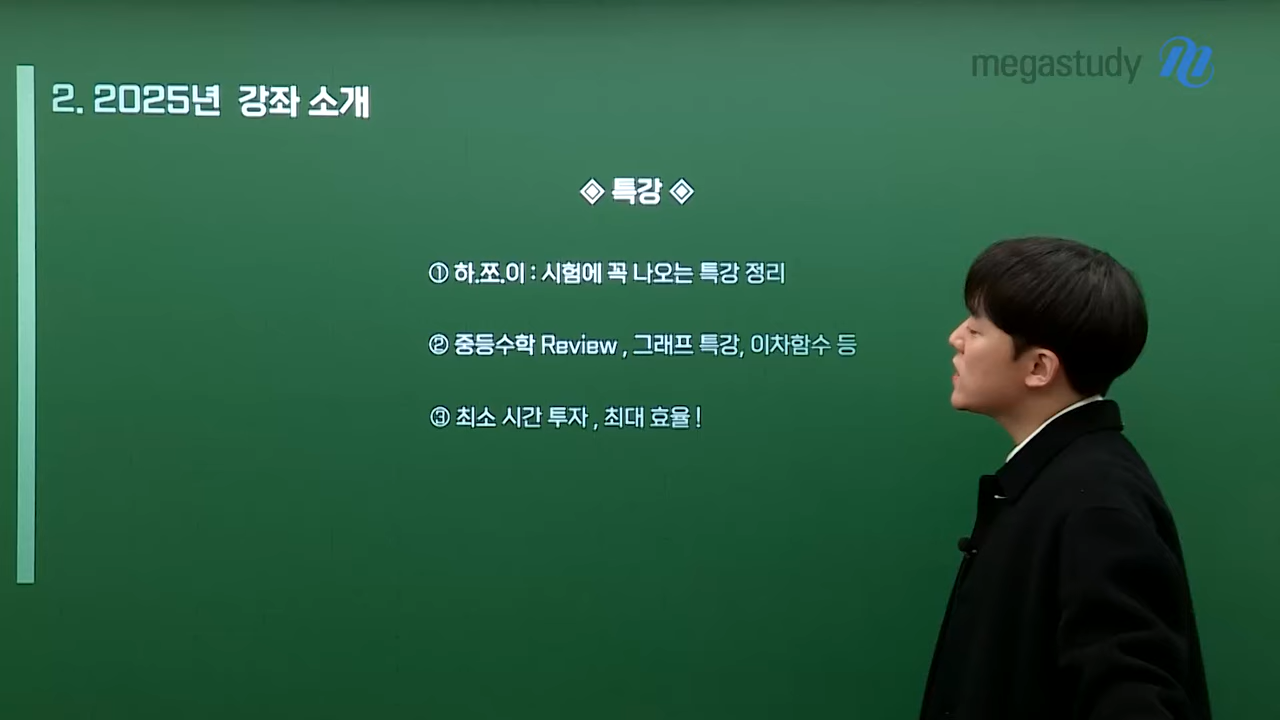 megastudy
2. 2025년 강좌 소개
◈ 특강 ◈
① 하.쪼.이 : 시험에 꼭 나오는 특강 정리
② 중등수학 Review , 그래프 특강, 이차함수 등
③ 최소 시간 투자 , 최대 효율 !